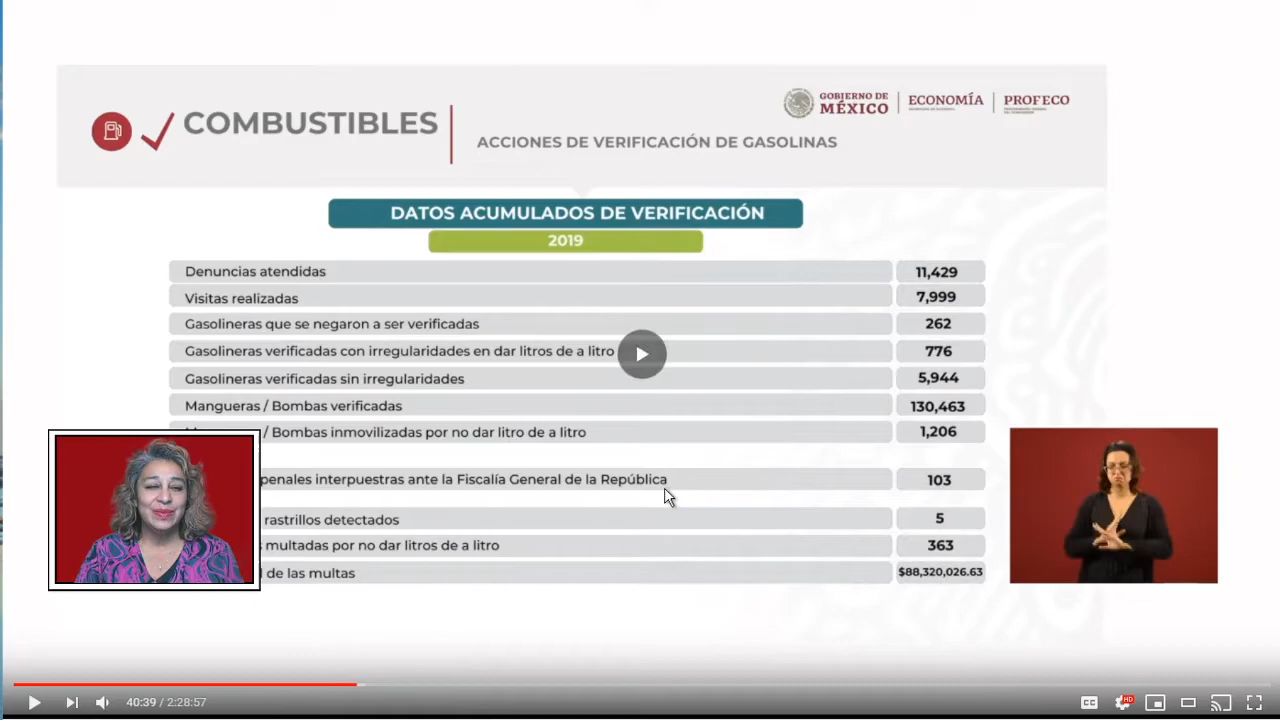 COMBUSTIBLES
ACCIONES DE VERIFICACIÓN DE GASOLINAS
GOBIERNO DE MÉXICO
ECONOMÍA
PROFECO
DATOS ACUMULADOS DE VERIFICACIÓN
2019
Denuncias atendidas 11,429
Visitas realizadas 7,999
Gasolineras que se negaron a ser verificadas 262
Gasolineras verificadas con irregularidades en dar litros de a litro 776
Gasolineras verificadas sin irregularidades 5,944
Mangueras / Bombas verificadas 130,463
/ Bombas inmovilizadas por no dar litro de a litro 1,206
penales interpuestras ante la Fiscalía General de la República 103
rastrillos detectados 5
multadas por no dar litros de a litro 363
de las multas $88,320,026.63
40:39 / 2:28:57
CC
HD